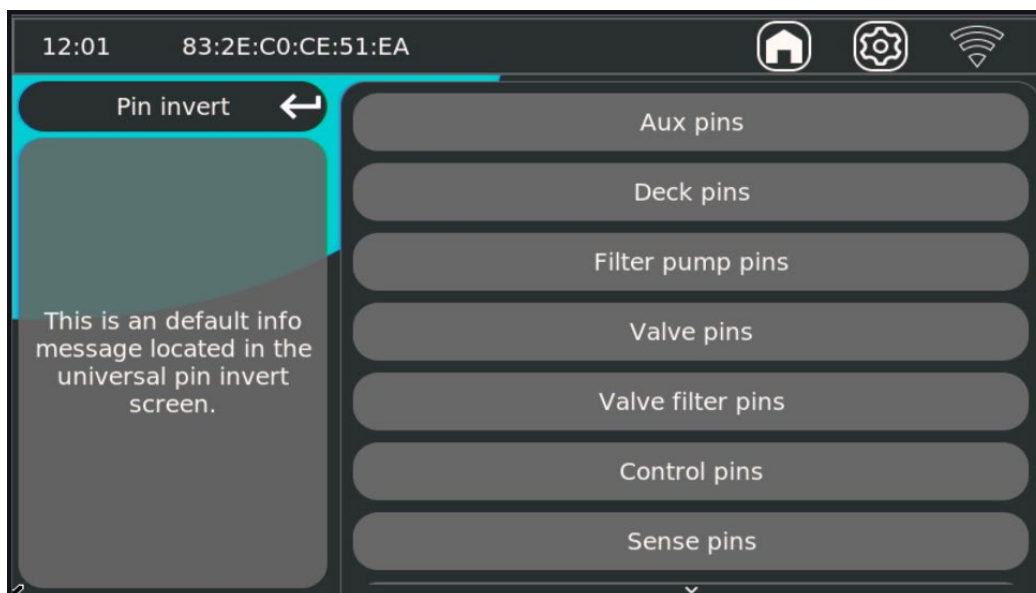 12:01 83:2E:C0:CE:51:EA
Pin invert
This is an default info
message located in the
universal pin invert
screen.
Aux pins
Deck pins
Filter pump pins
Valve pins
Valve filter pins
Control pins
Sense pins